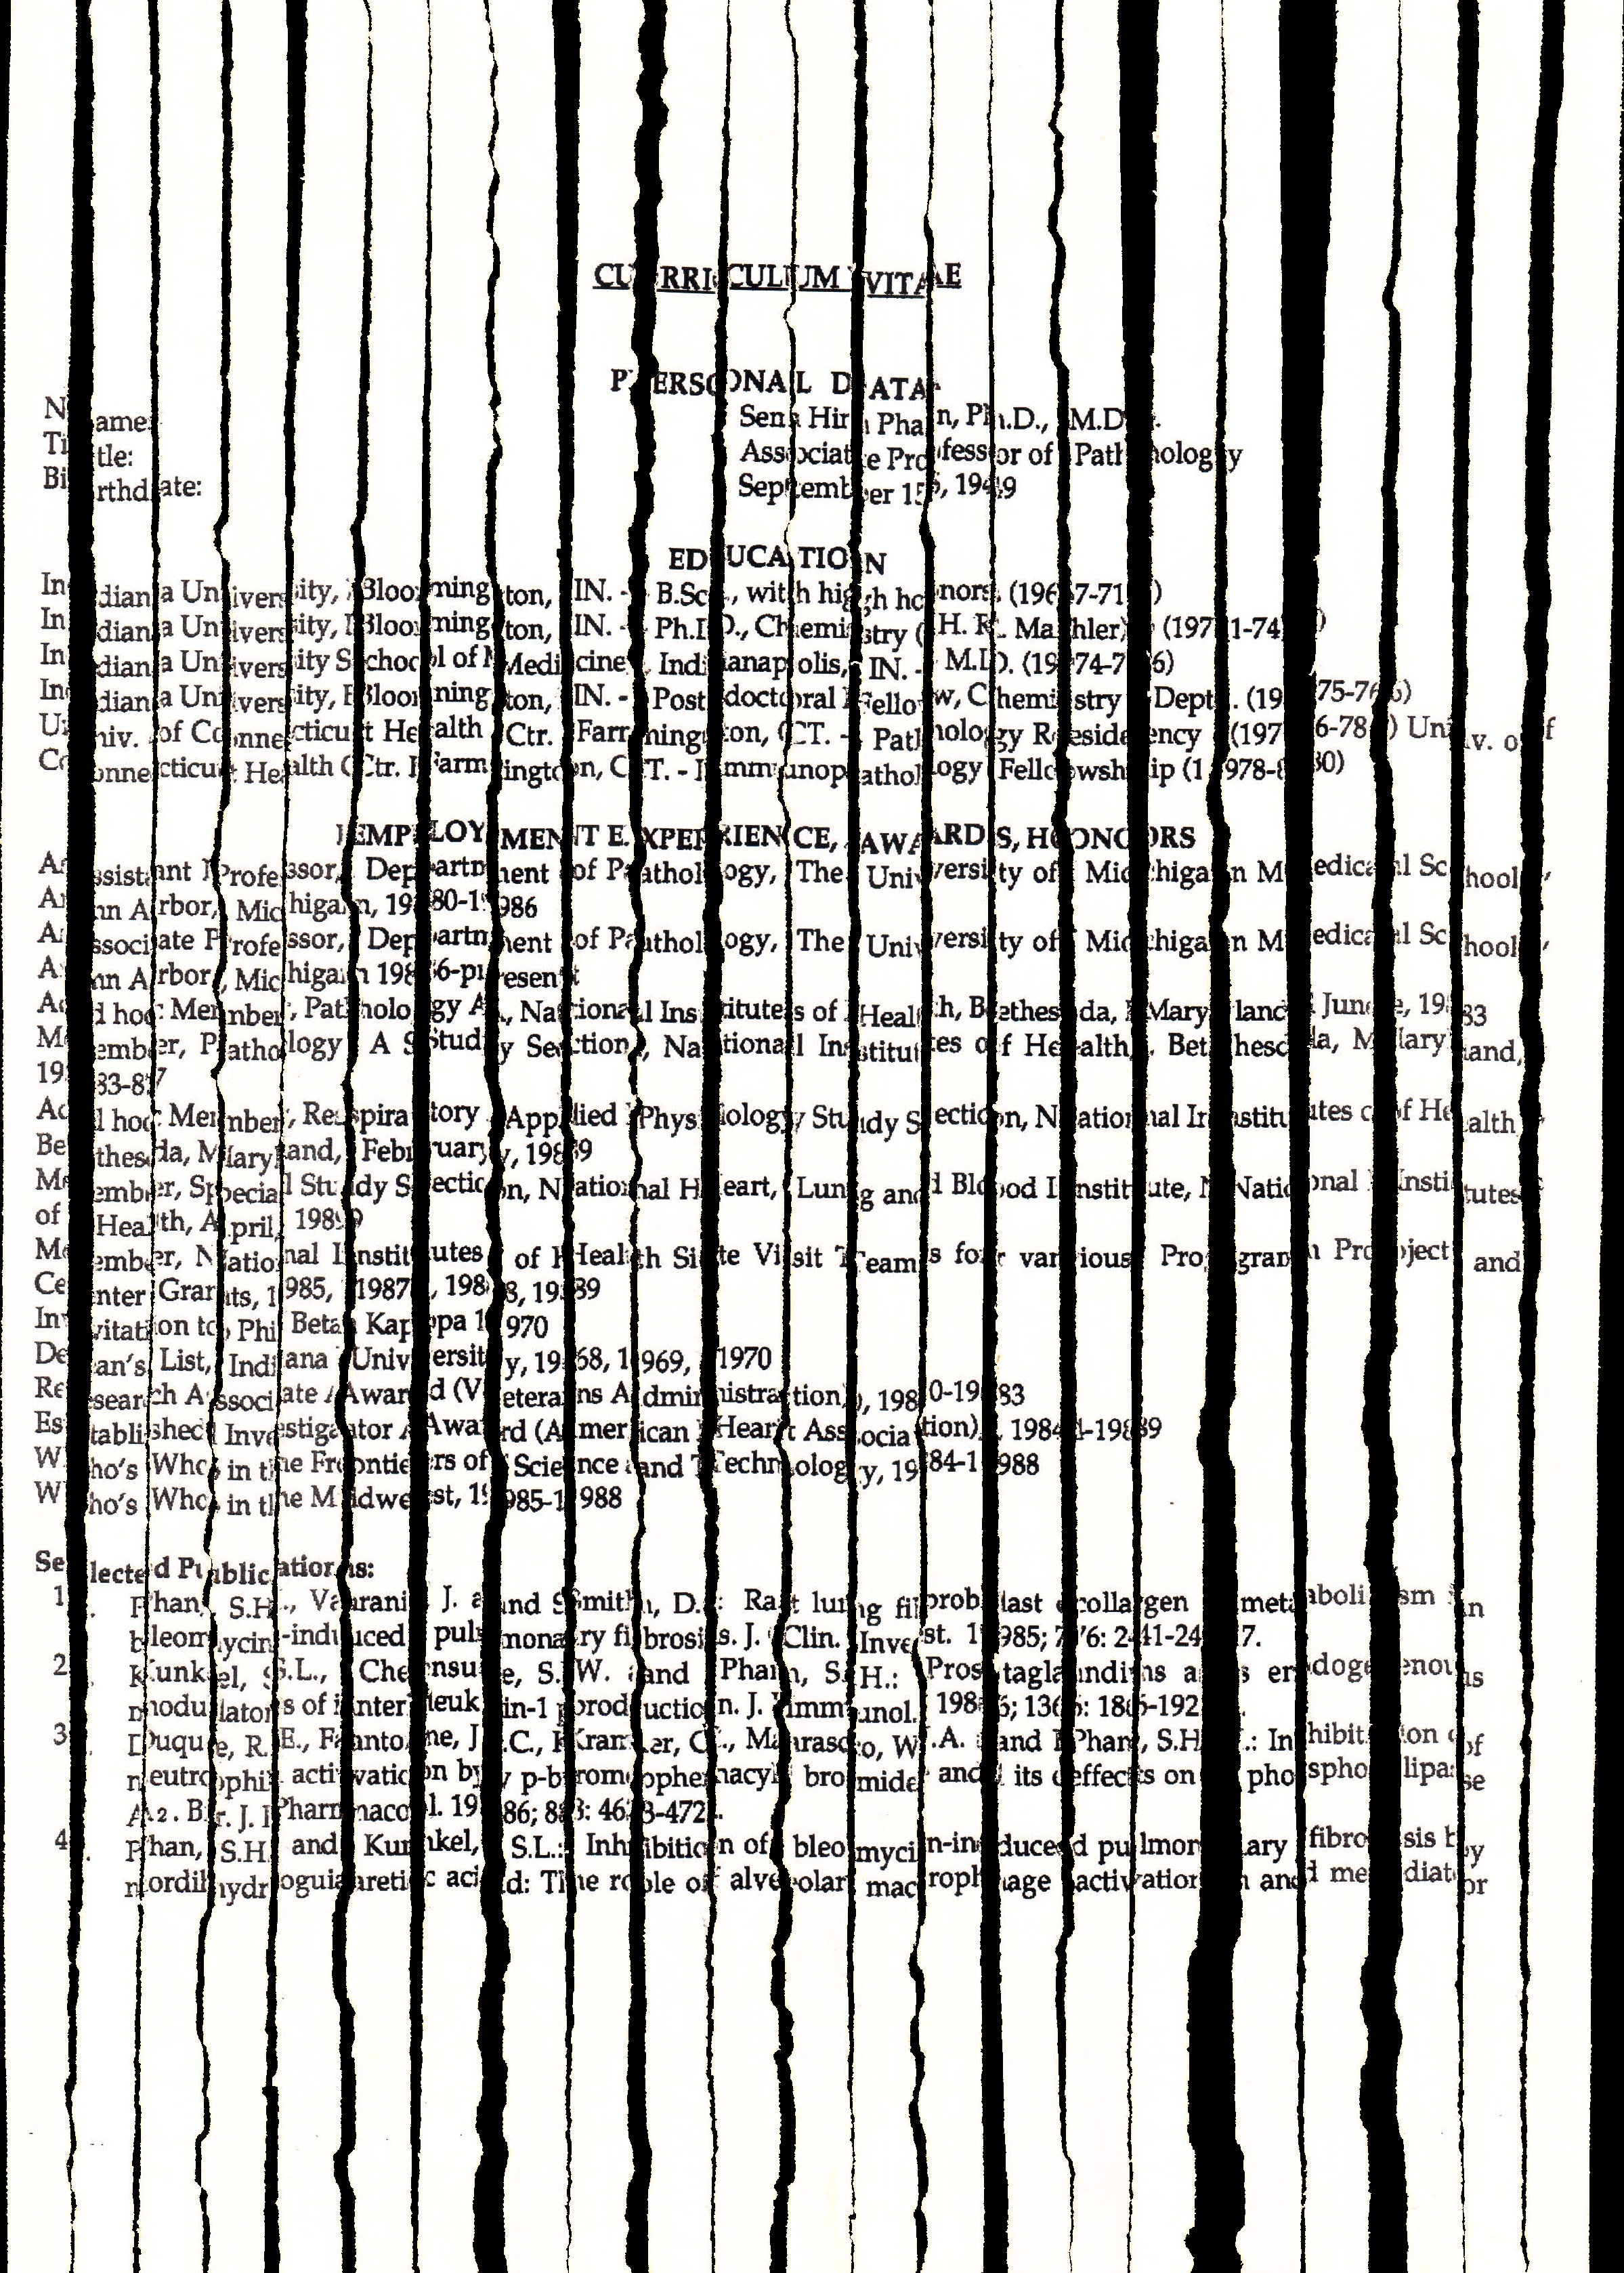 CURRICULUM VITAE
PERSONAL DATA
Name: Sem Hin Phan, Ph.D., M.D.
Title: Associate Professor of Pathology
Birthdate: September 15, 1949
EDUCATION
Indiana University, Bloomington, IN. - B.Sc., with high honors (1967-71)
Indiana University, Bloomington, IN. - Ph.D., Chemistry (H. R. Mahler) (1971-74)
Indiana University School of Medicine, Indianapolis, IN. - M.D. (1974-76)
Indiana University, Bloomington, IN. - Postdoctoral Fellow, Chemistry Dept. (1975-76)
Univ. of Connecticut Health Ctr. Farmington, CT. - Pathology Residency (1976-78) Univ. of
Connecticut Health Ctr. Farmington, CT. - Immunopathology Fellowship (1978-80)
EMPLOYMENT EXPERIENCE, AWARDS, HONORS
Assistant Professor, Department of Pathology, The University of Michigan Medical School,
Ann Arbor, Michigan, 1980-1986
Associate Professor, Department of Pathology, The University of Michigan Medical School,
Ann Arbor, Michigan 1986-present
Ad hoc Member, Pathology A, National Institutes of Health, Bethesda, Maryland June, 1983
Member, Pathology A Study Section, National Institutes of Health, Bethesda, Maryland,
1983-87
Ad hoc Member, Respiratory Applied Physiology Study Section, National Institutes of Health,
Bethesda, Maryland, February, 1989
Member, Special Study Section, National Heart, Lung and Blood Institute, National Institutes
of Health, April, 1989
Member, National Institutes of Health Site Visit Teams for various Program Project and
Center Grants, 1985, 1987, 1988, 1989
Invitation to Phi Beta Kappa 1970
Dean's List, Indiana University, 1968, 1969, 1970
Research Associate Award (Veterans Administration), 1980-1983
Established Investigator Award (American Heart Association), 1984-1989
Who's Who in the Frontiers of Science and Technology, 1984-1988
Who's Who in the Midwest, 1985-1988
Selected Publications:
1. Phan, S.H., Varani, J. and Smith, D.: Rat lung fibroblast collagen metabolism in
bleomycin-induced pulmonary fibrosis. J. Clin. Invest. 1985; 76: 241-247.
2. Kunkel, S.L., Chensue, S.W. and Phan, S.H.: Prostaglandins as endogenous
modulators of interleukin-1 production. J. Immunol. 1986; 136: 186-192.
3. Duque, R.E., Fantone, J.C., Kramer, C., Marasco, W.A. and Phan, S.H.: Inhibition of
neutrophil activation by p-bromophenacyl bromide and its effects on phospholipase
A2. Br. J. Pharmacol. 1986; 88: 463-472.
4. Phan, S.H. and Kunkel, S.L.: Inhibition of bleomycin-induced pulmonary fibrosis by
nordihydroguiaretic acid: The role of alveolar macrophage activation and mediator